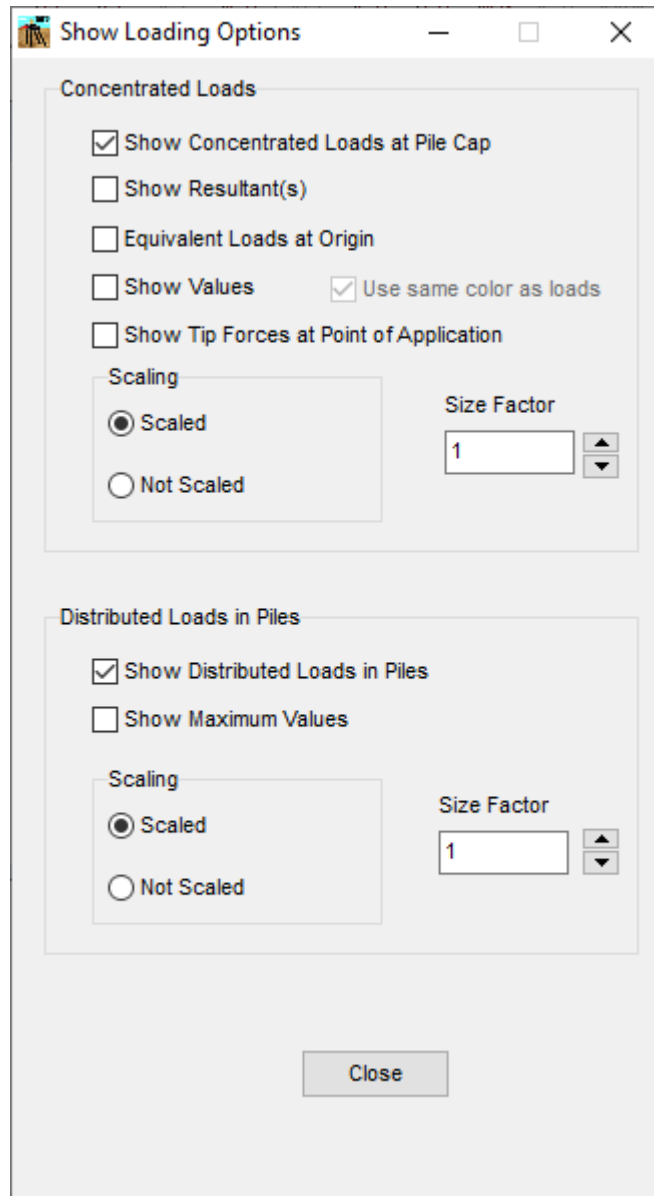 Show Loading Options
Concentrated Loads
Show Concentrated Loads at Pile Cap
Show Resultant(s)
Equivalent Loads at Origin
Show Values Use same color as loads
Show Tip Forces at Point of Application
Scaling
Size Factor
Scaled
1
Not Scaled
Distributed Loads in Piles
Show Distributed Loads in Piles
Show Maximum Values
Scaling
Size Factor
Scaled
1
Not Scaled
Close